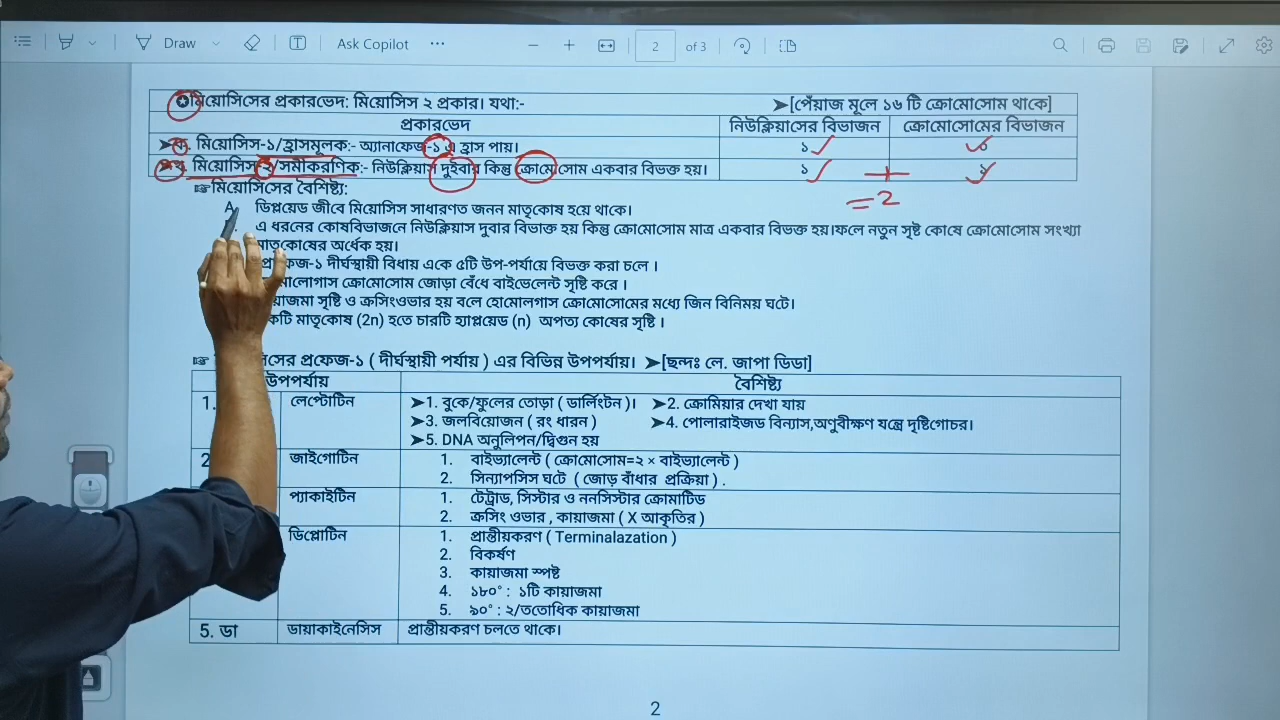 Draw
Ask Copilot
2 of 3
✪মিয়োসিসের প্রকারভেদ: মিয়োসিস ২ প্রকার। যথা:- ➤[পেঁয়াজ মূলে ১৬ টি ক্রোমোসোম থাকে]
প্রকারভেদ নিউক্লিয়াসের বিভাজন ক্রোমোসোমের বিভাজন
➤ক. মিয়োসিস-১/হ্রাসমূলক:- অ্যানাফেজ-১ এ হ্রাস পায়। ১
মিয়োসিস- /সমীকরণিক:- নিউক্লিয়াস দুইবার কিন্তু ক্রোমোসোম একবার বিভক্ত হয়। ১
= 2
☞মিয়োসিসের বৈশিষ্ট্য:
A ডিপ্লয়েড জীবে মিয়োসিস সাধারণত জনন মাতৃকোষ হয়ে থাকে।
এ ধরনের কোষবিভাজনে নিউক্লিয়াস দুবার বিভাক্ত হয় কিন্তু ক্রোমোসোম মাত্র একবার বিভক্ত হয়।ফলে নতুন সৃষ্ট কোষে ক্রোমোসোম সংখ্যা
মাতৃকোষের অর্ধেক হয়।
প্রফেজ-১ দীর্ঘস্থায়ী বিধায় একে ৫টি উপ-পর্যায়ে বিভক্ত করা চলে ।
মোলোগাস ক্রোমোসোম জোড়া বেঁধে বাইভেলেন্ট সৃষ্টি করে ।
য়াজমা সৃষ্টি ও ক্রসিংওভার হয় বলে হোমোলগাস ক্রোমোসোমের মধ্যে জিন বিনিময় ঘটে।
কটি মাতৃকোষ (2n) হতে চারটি হ্যাপ্লয়েড (n) অপত্য কোষের সৃষ্টি ।
☞ সিসের প্রফেজ-১ ( দীর্ঘস্থায়ী পর্যায় ) এর বিভিন্ন উপপর্যায়। ➤[ছন্দঃ লে. জাপা ডিডা]
উপপর্যায় বৈশিষ্ট্য
1. লেপ্টোটিন ➤1. বুকে/ফুলের তোড়া ( ডার্লিংটন )। ➤2. ক্রোমিয়ার দেখা যায়
➤3. জলবিয়োজন ( রং ধারন ) ➤4. পোলারাইজড বিন্যাস,অণুবীক্ষণ যন্ত্রে দৃষ্টিগোচর।
➤5. DNA অনুলিপন/দ্বিগুন হয়
2 জাইগোটিন 1. বাইভ্যালেন্ট ( ক্রোমোসোম=২ × বাইভ্যালেন্ট )
2. সিন্যাপসিস ঘটে ( জোড় বাঁধার প্রক্রিয়া ) .
প্যাকাইটিন 1. টেট্রাড, সিস্টার ও ননসিস্টার ক্রোমাটিড
2. ক্রসিং ওভার , কায়াজমা ( X আকৃতির )
ডিপ্লোটিন 1. প্রান্তীয়করণ ( Terminalazation )
2. বিকর্ষণ
3. কায়াজমা স্পষ্ট
4. ১৮০° : ১টি কায়াজমা
5. ৯০° : ২/ততোধিক কায়াজমা
5. ডা ডায়াকাইনেসিস প্রান্তীয়করণ চলতে থাকে।
2